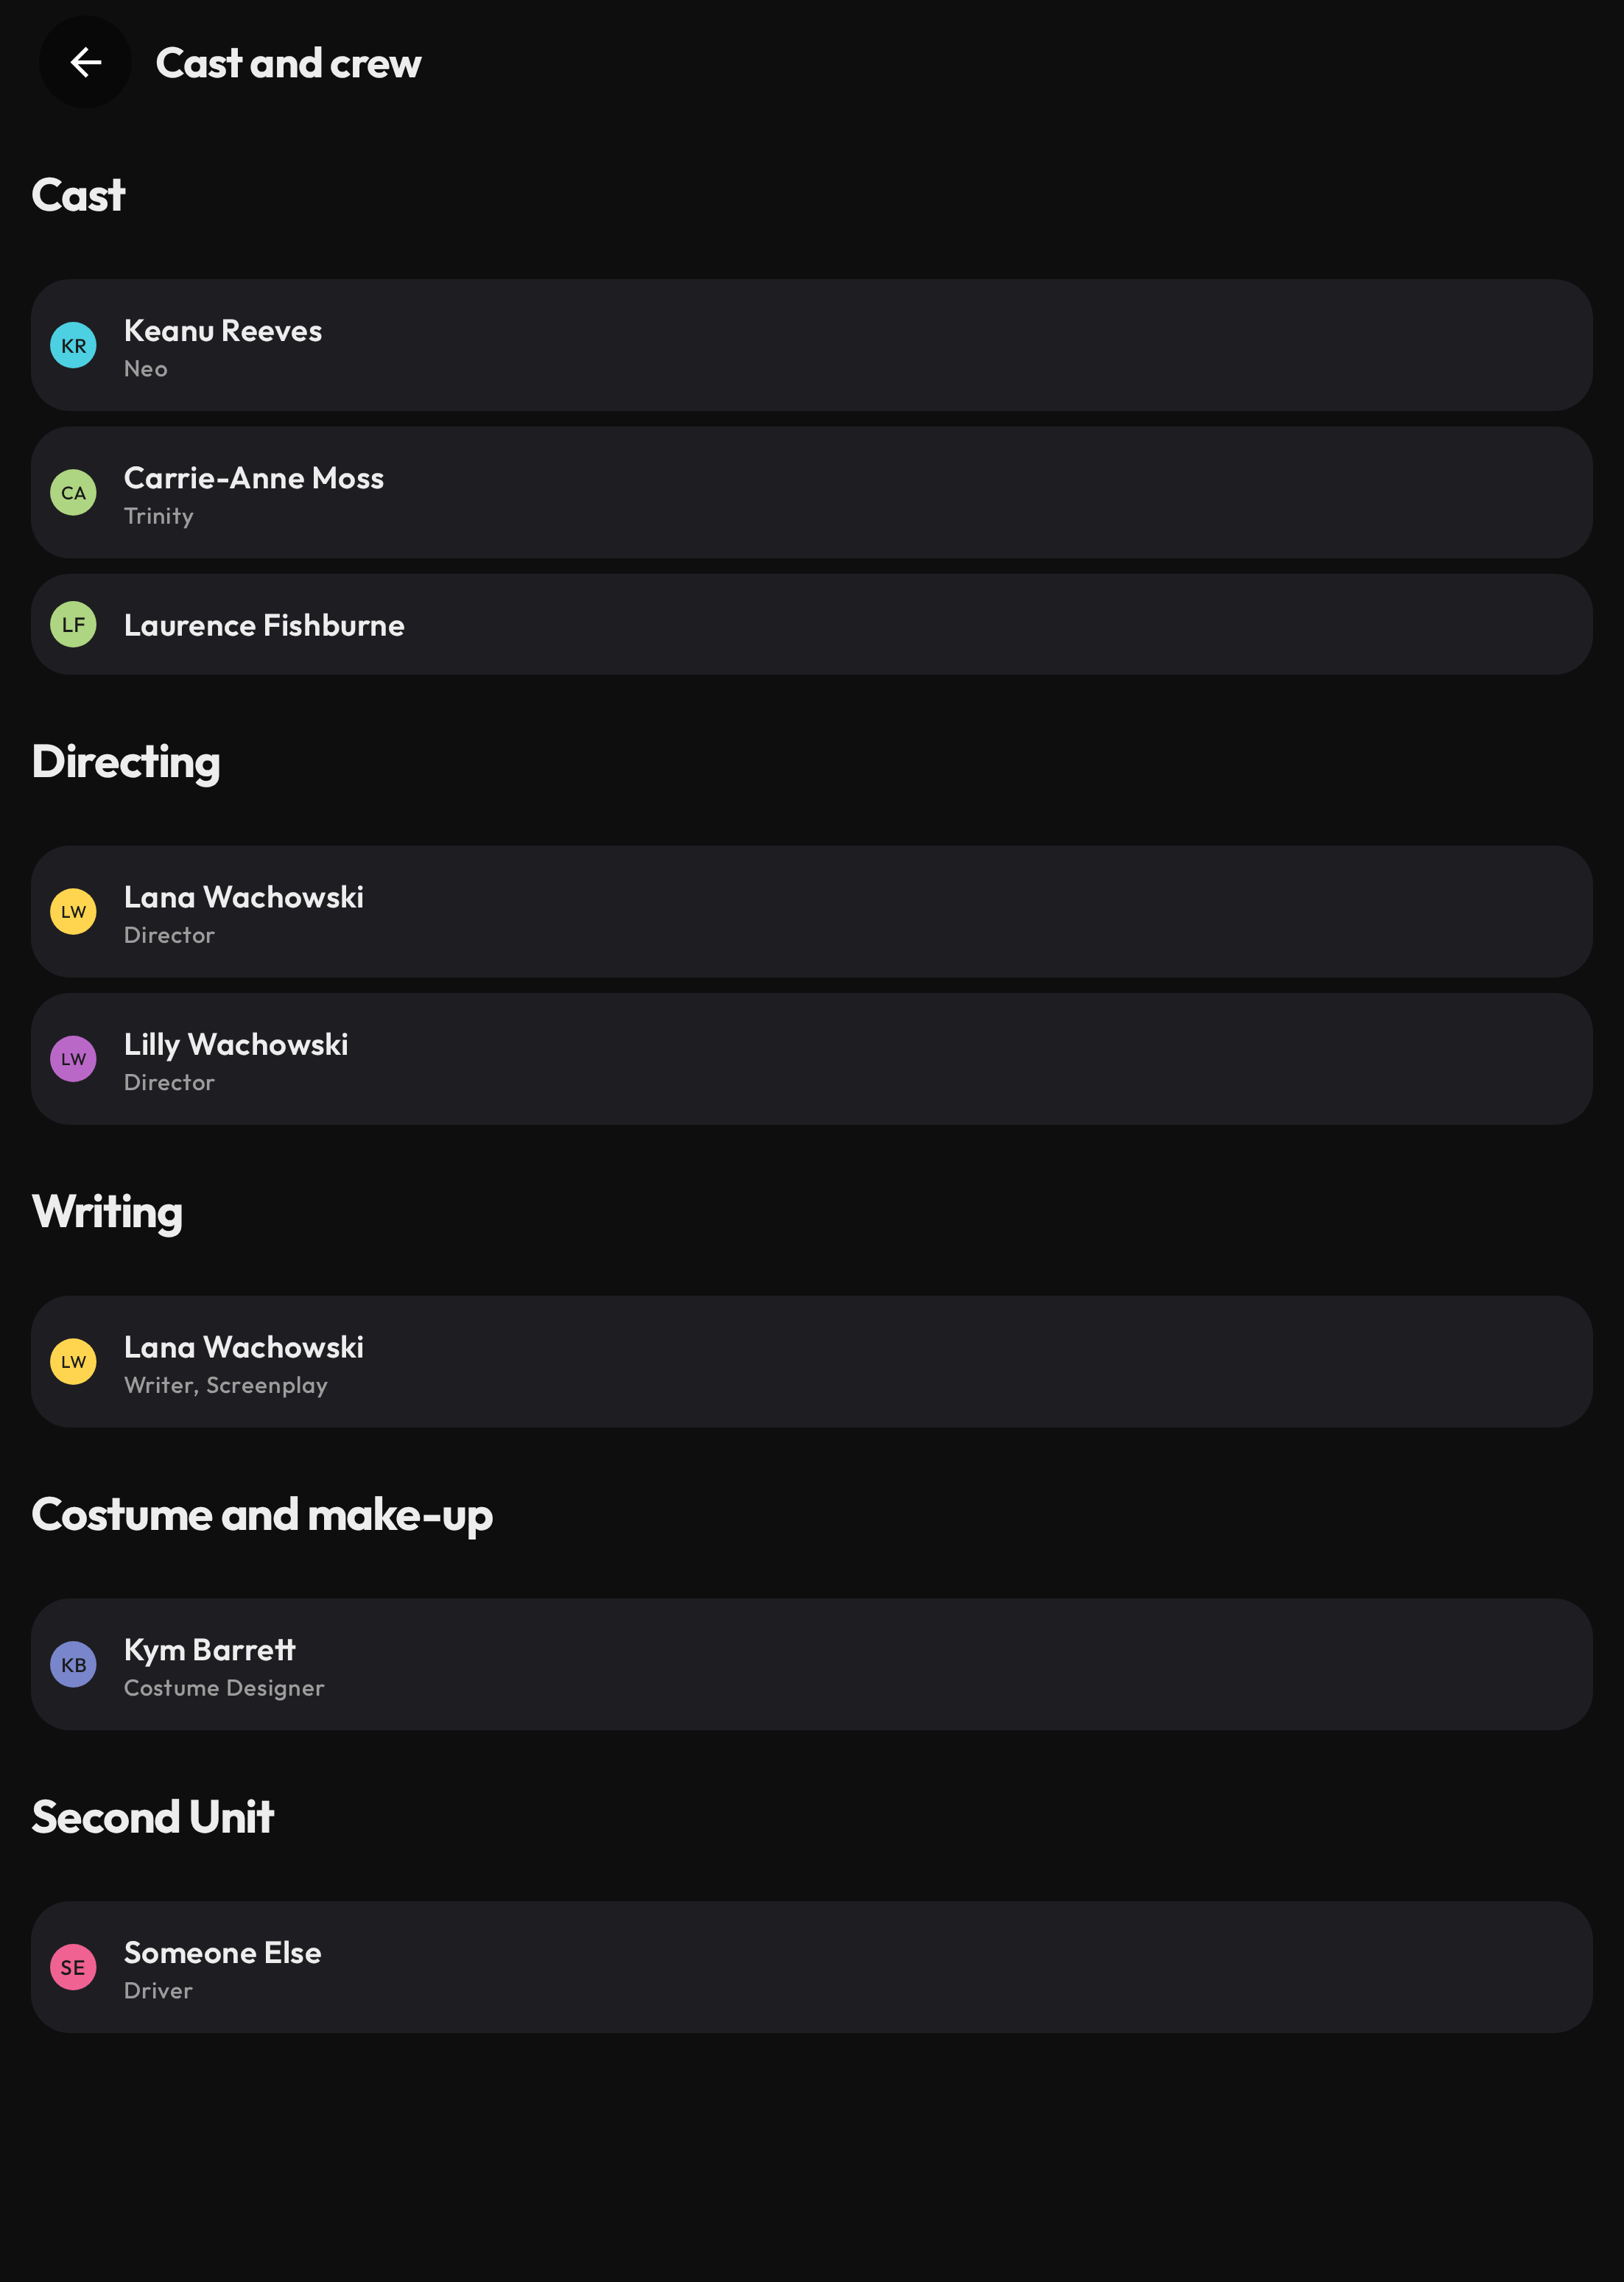 Cast and crew
Cast
KR
Keanu Reeves
Neo
CA
Carrie-Anne Moss
Trinity
LF
Laurence Fishburne
Directing
LW
Lana Wachowski
Director
LW
Lilly Wachowski
Director
Writing
LW
Lana Wachowski
Writer, Screenplay
Costume and make-up
KB
Kym Barrett
Costume Designer
Second Unit
SE
Someone Else
Driver